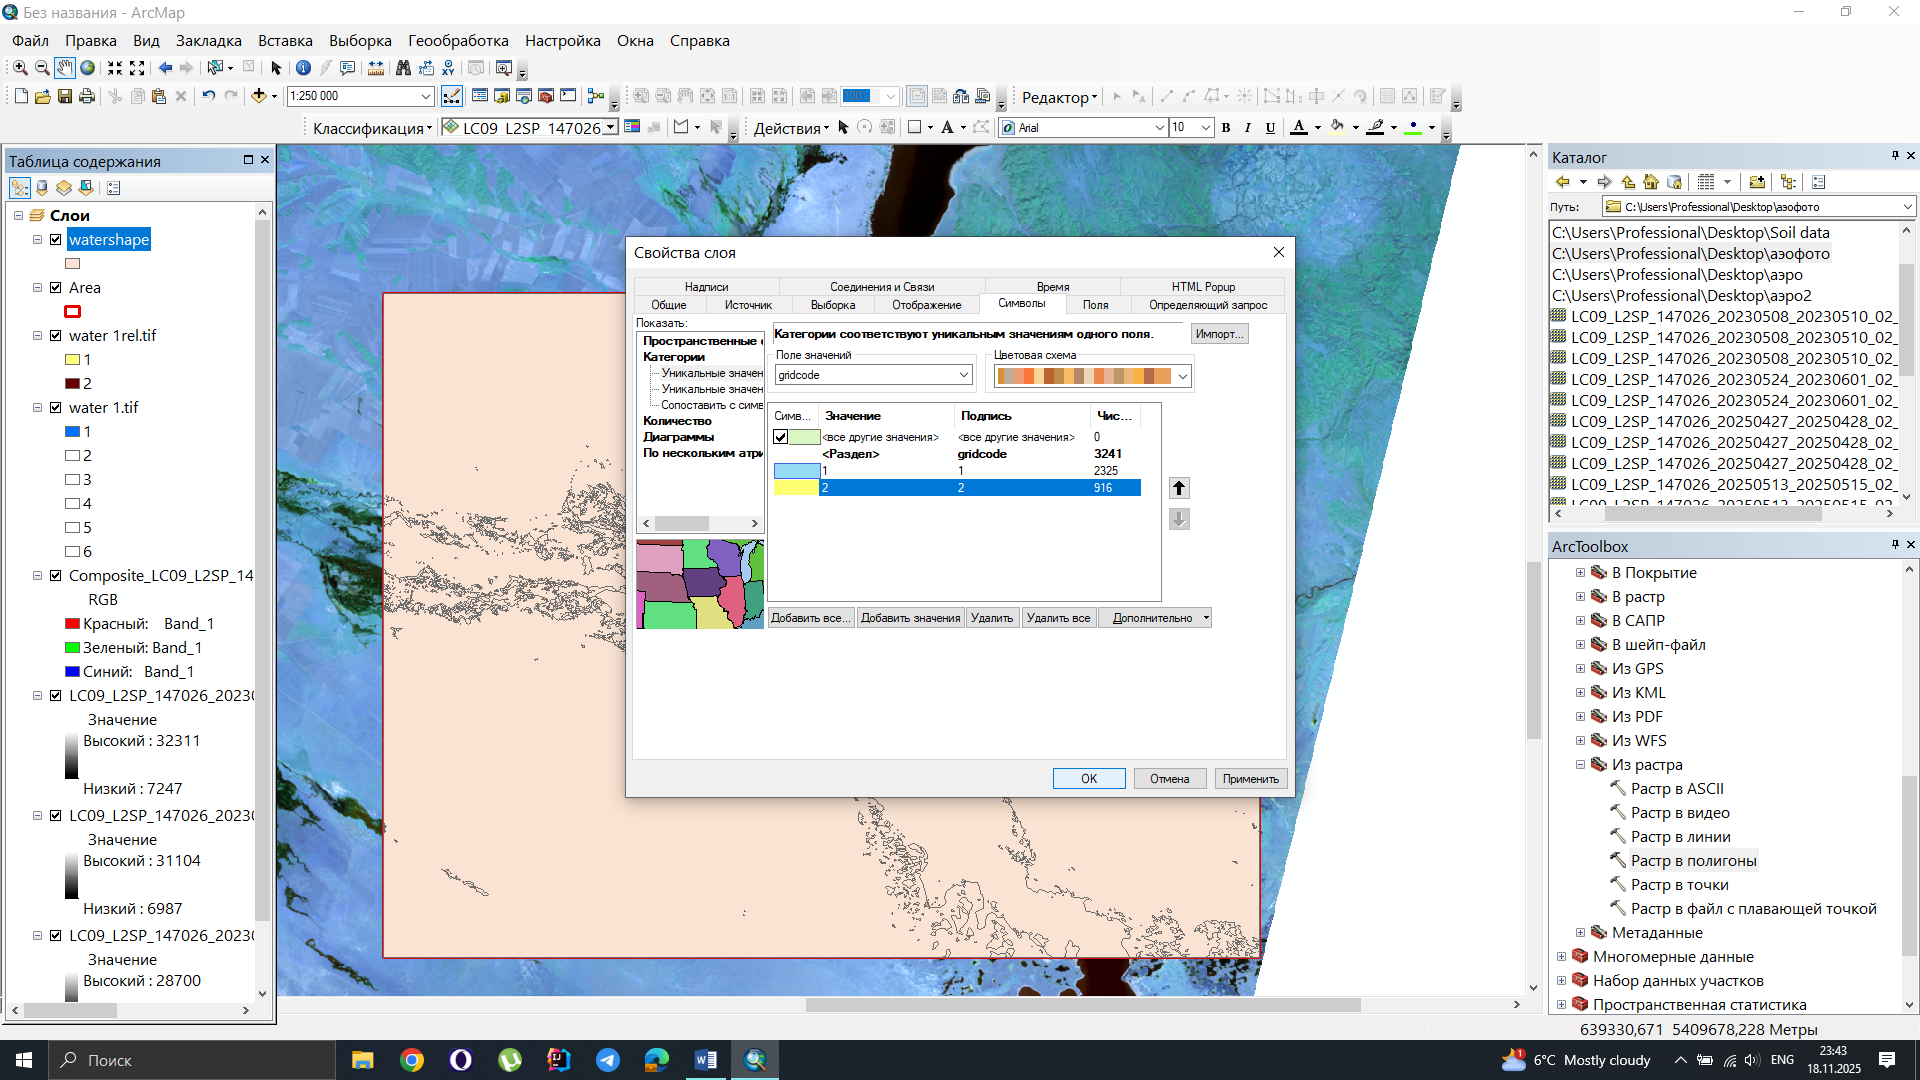 Без названия - ArcMap
Файл Правка Вид Закладка Вставка Выборка Геообработка Настройка Окна Справка
1:250 000
100%
Редактор
Классификация
LC09_L2SP_147026
Действия
Arial
10
B I U
A
Таблица содержания
Слои
watershape
Area
water 1rel.tif
1
2
water 1.tif
1
2
3
4
5
6
Composite_LC09_L2SP_14
RGB
Красный: Band_1
Зеленый: Band_1
Синий: Band_1
LC09_L2SP_147026_2023
Значение
Высокий : 32311
Низкий : 7247
LC09_L2SP_147026_2023
Значение
Высокий : 31104
Низкий : 6987
LC09_L2SP_147026_2023
Значение
Высокий : 28700
Свойства слоя
Надписи Соединения и Связи Время HTML Popup
Общие Источник Выборка Отображение Символы Поля Определяющий запрос
Показать:
Пространственные
Категории
Уникальные значен
Уникальные значен
Сопоставить с симв
Количество
Диаграммы
По нескольким атри
Категории соответствуют уникальным значениям одного поля.
Импорт...
Поле значений
gridcode
Цветовая схема
Симв... Значение Подпись Чис...
<все другие значения> <все другие значения> 0
<Раздел> gridcode 3241
1 1 2325
2 2 916
Добавить все... Добавить значения Удалить Удалить все Дополнительно
OK Отмена Применить
Каталог
Путь: C:\Users\Professional\Desktop\аэофото
C:\Users\Professional\Desktop\Soil data
C:\Users\Professional\Desktop\аэофото
C:\Users\Professional\Desktop\аэро
C:\Users\Professional\Desktop\аэро2
LC09_L2SP_147026_20230508_20230510_02_
LC09_L2SP_147026_20230508_20230510_02_
LC09_L2SP_147026_20230508_20230510_02_
LC09_L2SP_147026_20230524_20230601_02_
LC09_L2SP_147026_20230524_20230601_02_
LC09_L2SP_147026_20250427_20250428_02_
LC09_L2SP_147026_20250427_20250428_02_
LC09_L2SP_147026_20250427_20250428_02_
LC09_L2SP_147026_20250513_20250515_02_
LC09_L2SP_147026_20250513_20250515_02_
ArcToolbox
В Покрытие
В растр
В САПР
В шейп-файл
Из GPS
Из KML
Из PDF
Из WFS
Из растра
Растр в ASCII
Растр в видео
Растр в линии
Растр в полигоны
Растр в точки
Растр в файл с плавающей точкой
Метаданные
Многомерные данные
Набор данных участков
Пространственная статистика
639330,671 5409678,228 Метры
Поиск
6°C Mostly cloudy
ENG
23:43
18.11.2025